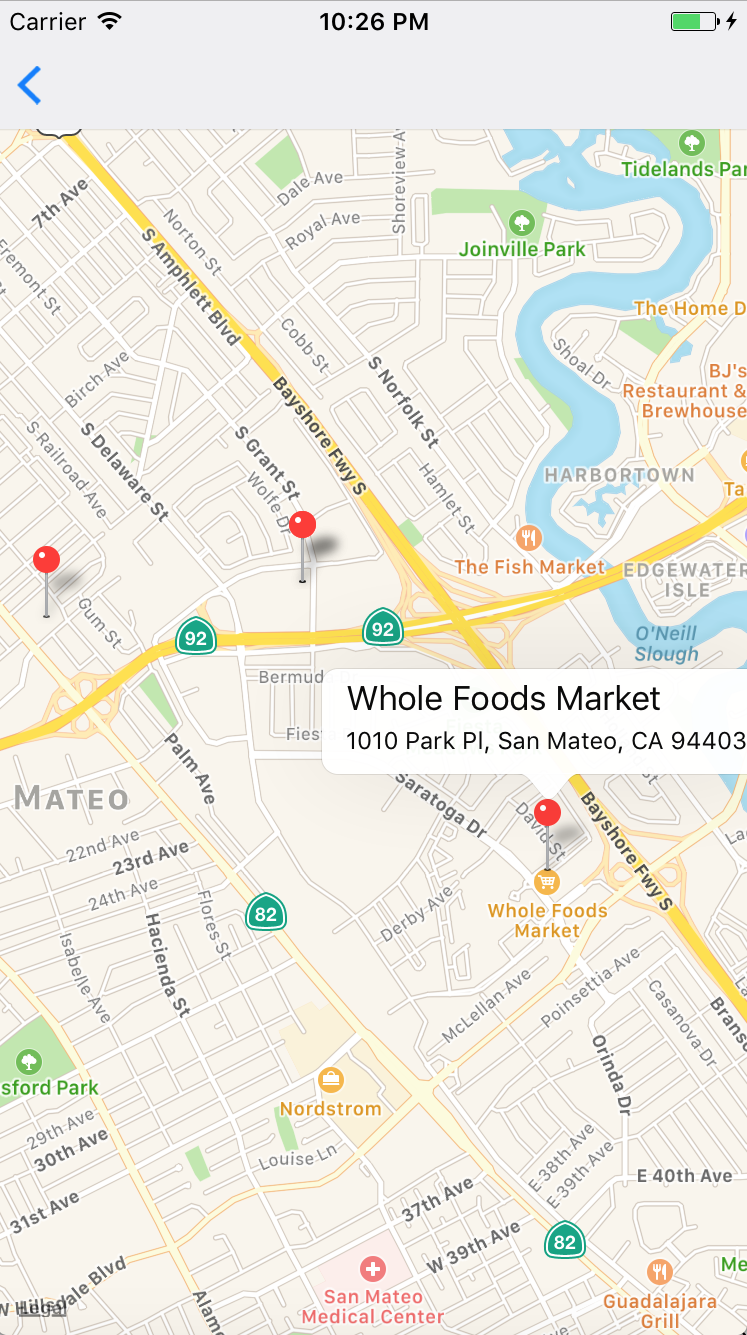 Carrier
10:26 PM
Tidelands Par
Dale Ave
7th Ave
Shoreview A
Royal Ave
Norton St
Joinville Park
S Amphlett Blvd
Fremont St
The Home D
Cobb St
Shoal Dr
Birch Ave
S Norfolk St
BJ's
Restaurant &
Brewhouse
Bayshore Fwy S
S Railroad Ave
S Delaware St
S Grant St
Wolfe Dr
Hamlet St
HARBORTOWN
Ta
The Fish Market
EDGEWATER
ISLE
Gum St
92
92
O'Neill
Slough
Bermud
Dr
Whole Foods Market
1010 Park Pl, San Mateo, CA 94403
Fiesta
Fiesta
Palm Ave
MATEO
Saratoga Dr
David St
Bayshore Fwy S
La
22nd Ave
23rd Ave
24th Ave
Flores St
82
Derby Ave
Whole Foods
Market
Hacienda St
Isabelle Ave
McLellan Ave
Poinsettia Ave
Casanova Dr
Branso
Orinda Dr
sford Park
Nordstrom
29th Ave
30th Ave
Louise Ln
E 38th Ave
E 39th Ave
E 40th Ave
31st Ave
37th Ave
W 39th Ave
82
W Hillsdale Blvd
Legal
Alam
San Mateo
Medical Center
Me
Guadalajara
Grill